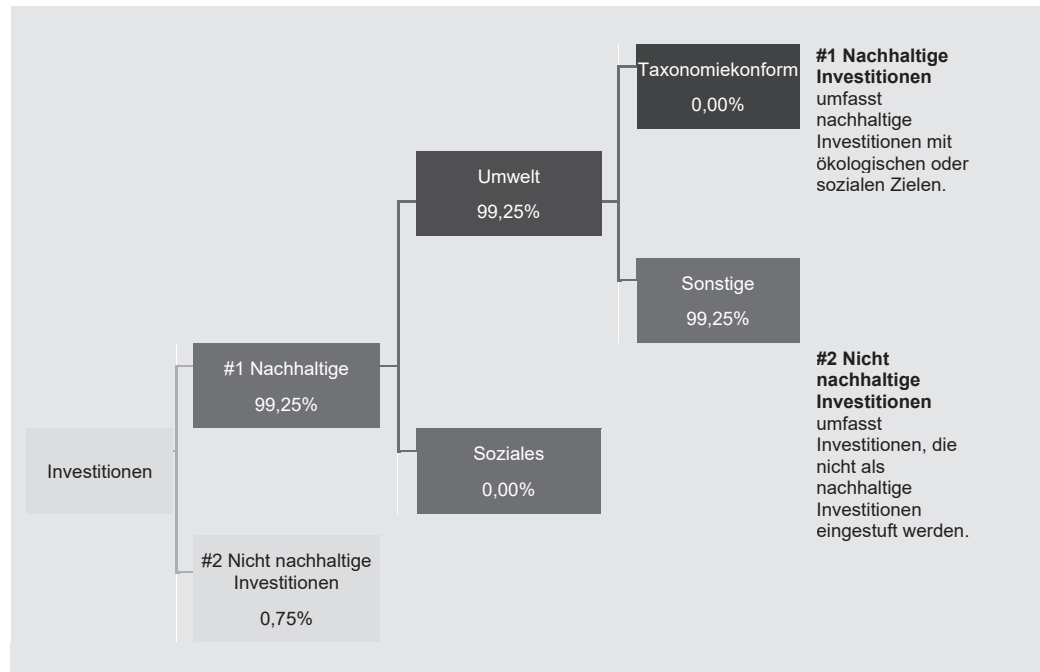 Investitionen
#1 Nachhaltige
99,25%
#2 Nicht nachhaltige
Investitionen
0,75%
Umwelt
99,25%
Soziales
0,00%
Taxonomiekonform
0,00%
Sonstige
99,25%
#1 Nachhaltige
Investitionen
umfasst
nachhaltige
Investitionen mit
ökologischen oder
sozialen Zielen.
#2 Nicht
nachhaltige
Investitionen
umfasst
Investitionen, die
nicht als
nachhaltige
Investitionen
eingestuft werden.